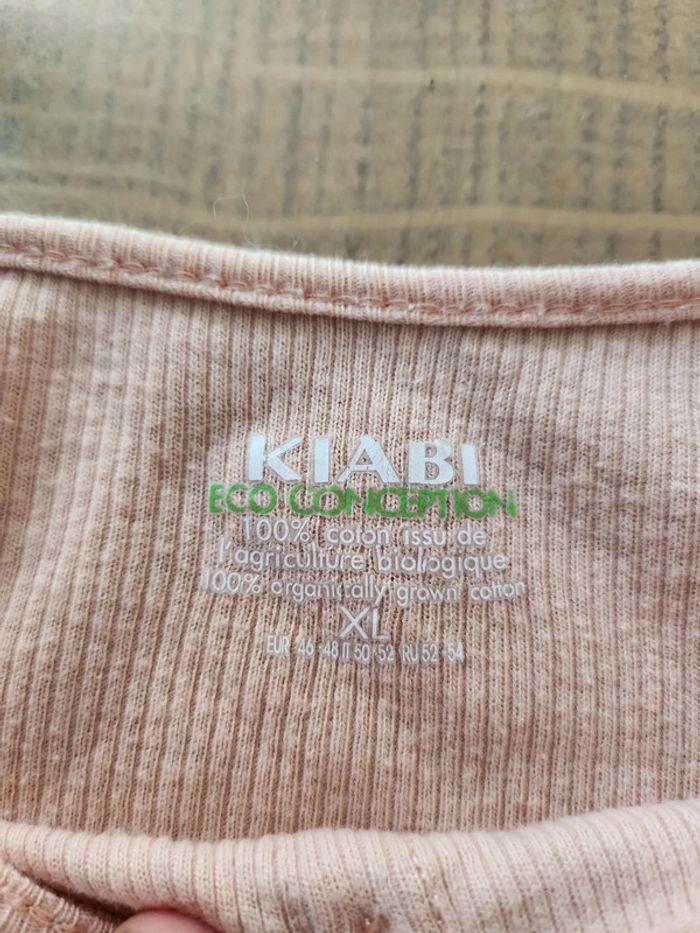 KIABI
ECO CONCEPTION
100% coton issu de
l'agriculture biologique
100% organically grown cotton
XL
EUR 46-48 IT 50-52 RU 52-54